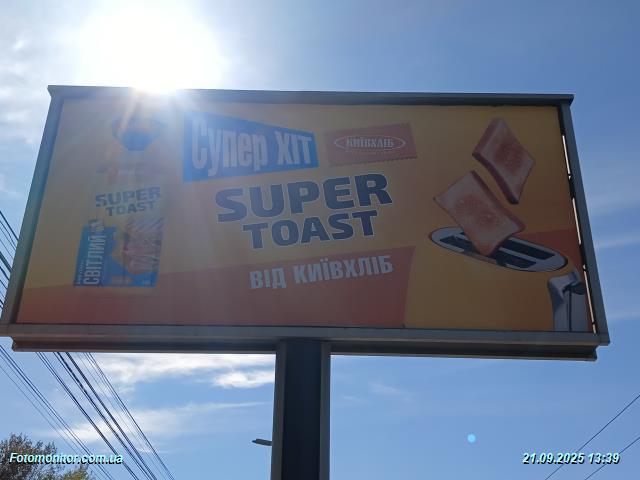 Супер ХІТ
КИЇВХЛІБ
SUPER
TOAST
ВІД КИЇВХЛІБ
SUPER
TOAST
СВІТЛИЙ
Fotomonitor.com.ua
21.09.2025 13:39